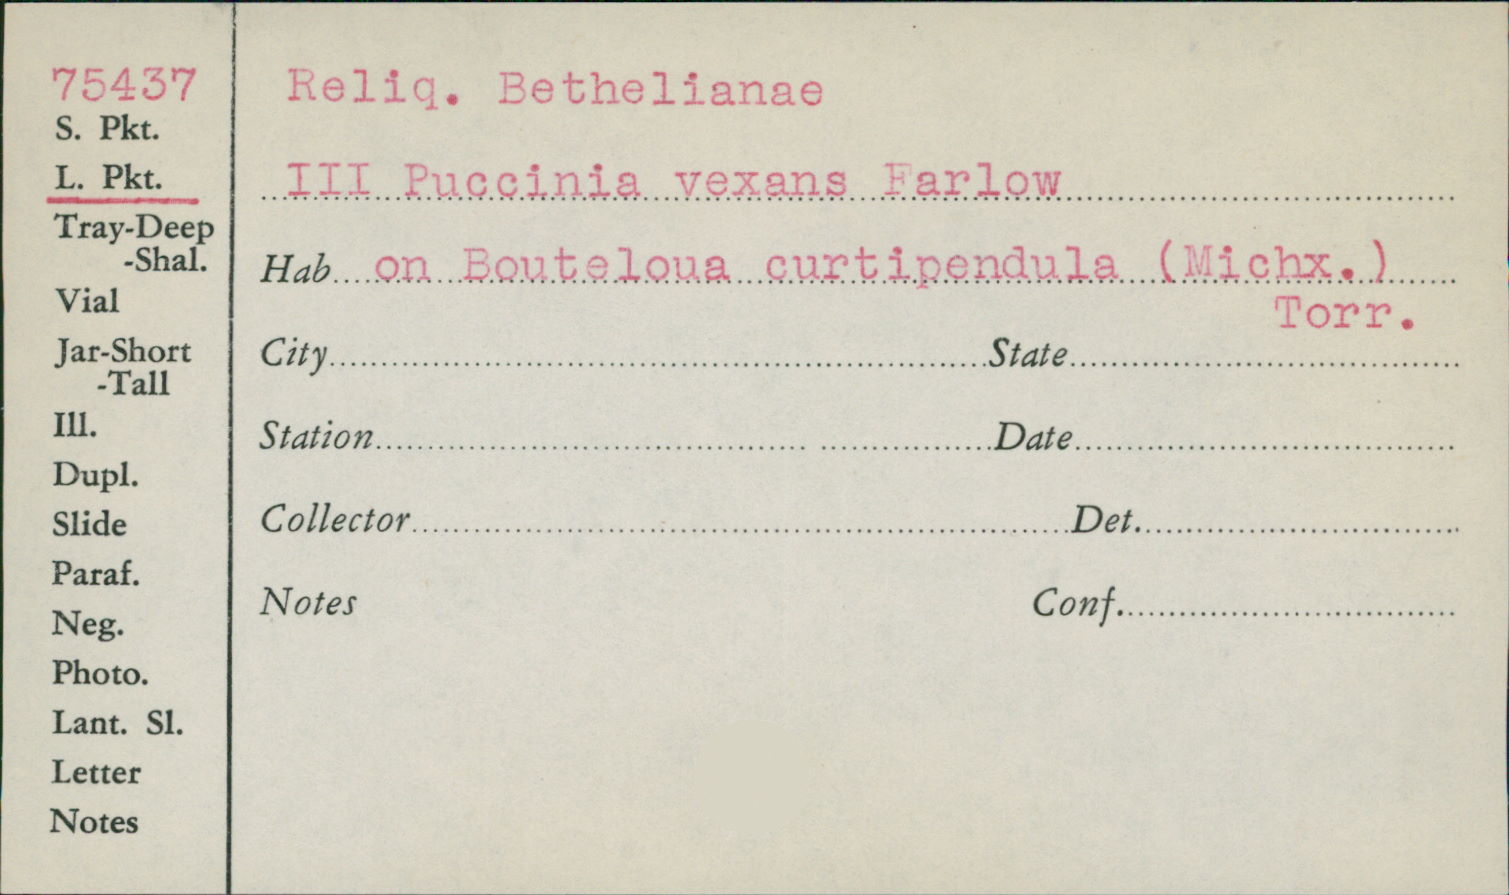 75437
S. Pkt.
L. Pkt.
Tray-Deep
-Shal.
Vial
Jar-Short
-Tall
Ill.
Dupl.
Slide
Paraf.
Neg.
Photo.
Lant. Sl.
Letter
Notes
Reliq. Bethelianae
III Puccinia vexans Farlow
Hab on Bouteloua curtipendula (Michx.)
Torr.
City State
Station Date
Collector Det.
Notes Conf.